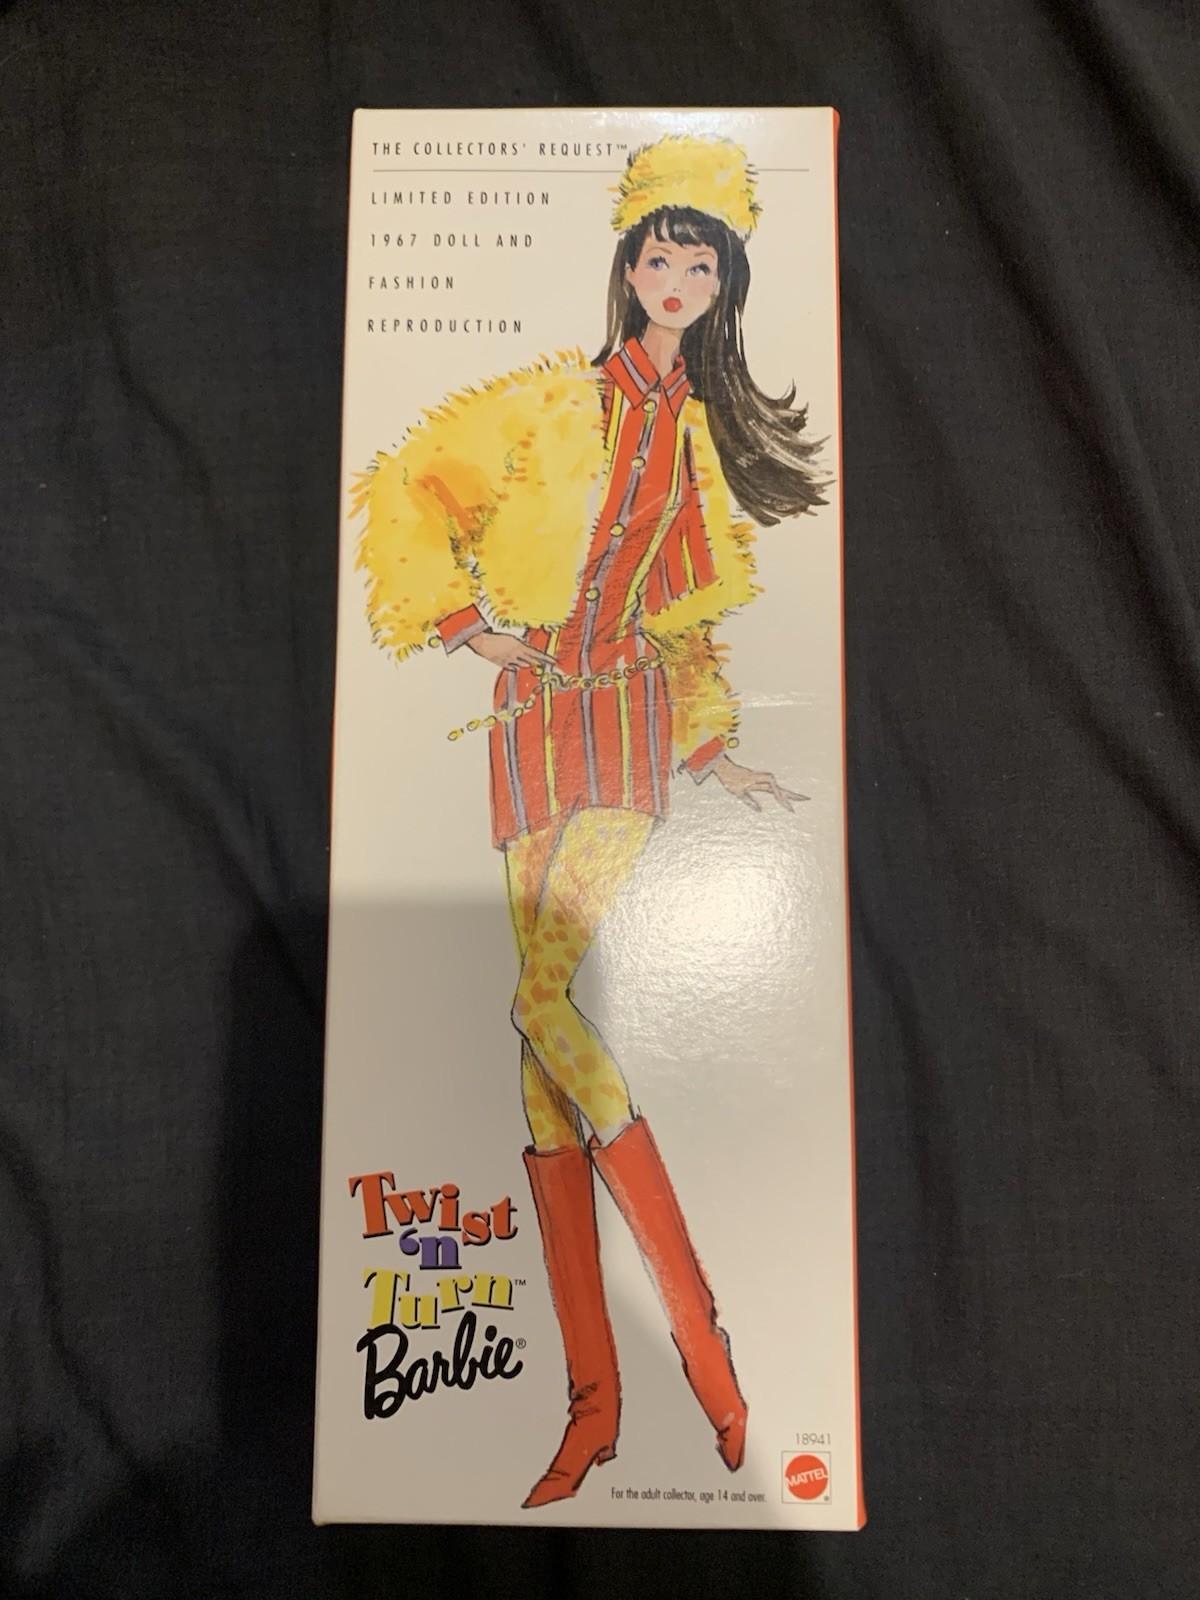 THE COLLECTORS' REQUEST™
LIMITED EDITION
1967 DOLL AND
FASHION
REPRODUCTION
Twist
'n
Turn™
Barbie®
18941
MATTEL®
For the adult collector, age 14 and over.